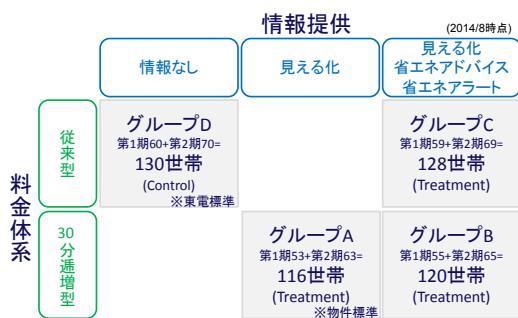 情報提供
(2014/8時点)
情報なし
見える化
見える化
省エネアドバイス
省エネアラート
料金体系
従来型
グループD
第1期60+第2期70=
130世帯
(Control)
※東電標準
グループC
第1期59+第2期69=
128世帯
(Treatment)
30分逓増型
グループA
第1期53+第2期63=
116世帯
(Treatment)
※物件標準
グループB
第1期55+第2期65=
120世帯
(Treatment)